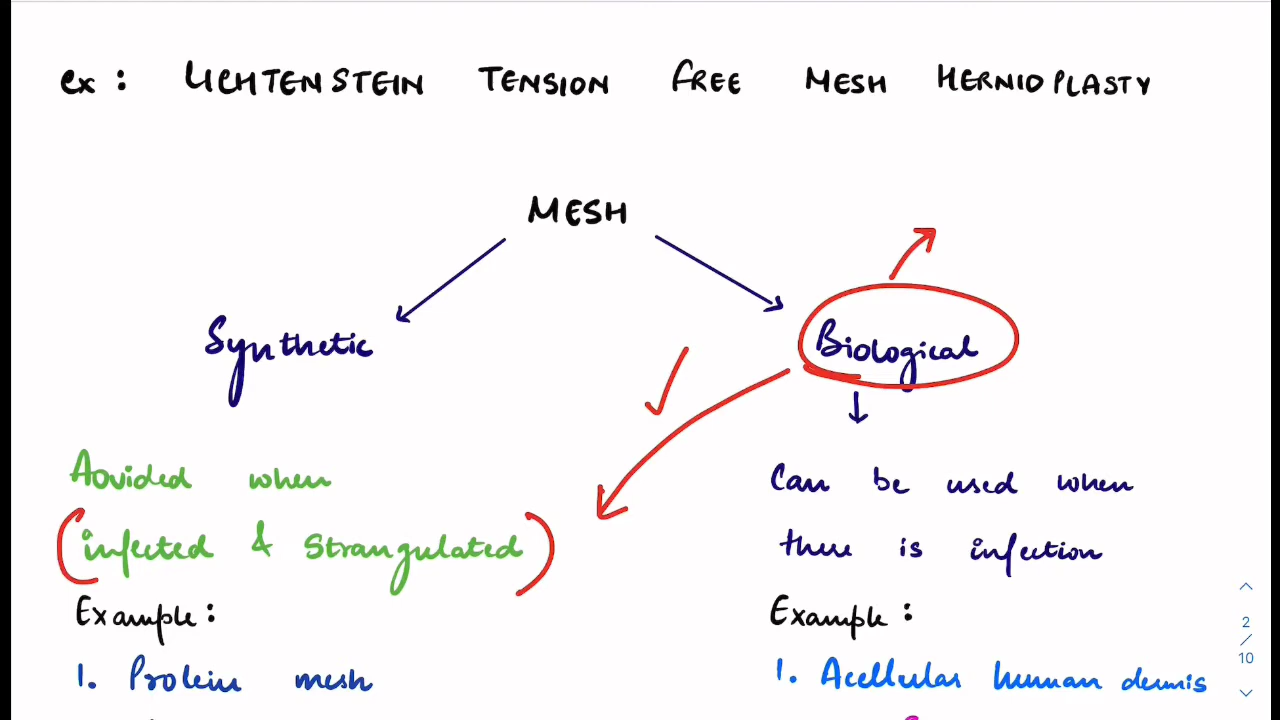 ex : LICHTENSTEIN TENSION FREE MESH HERNIOPLASTY
MESH
Synthetic
Biological
Aovided when
(infected & Strangulated)
Example :
1. Prolein mesh
Can be used when
there is infection
Example :
1. Acellular human dermis
2
/
10